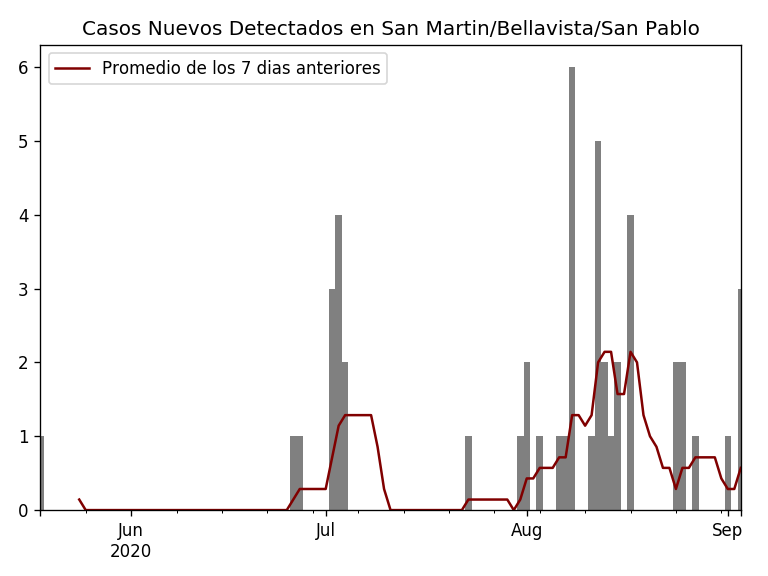 Casos Nuevos Detectados en San Martin/Bellavista/San Pablo
Promedio de los 7 dias anteriores
6
5
4
3
2
1
0
Jun
2020
Jul
Aug
Sep